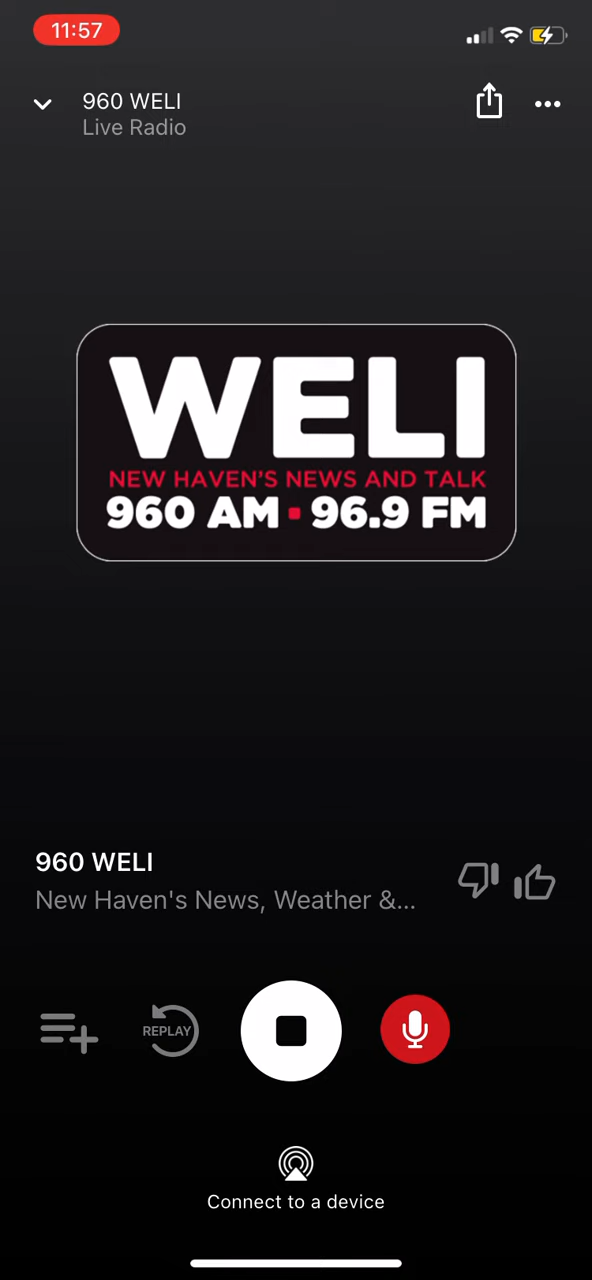 11:57
960 WELI
Live Radio
WELI
NEW HAVEN'S NEWS AND TALK
960 AM ▪ 96.9 FM
960 WELI
New Haven's News, Weather &...
REPLAY
Connect to a device